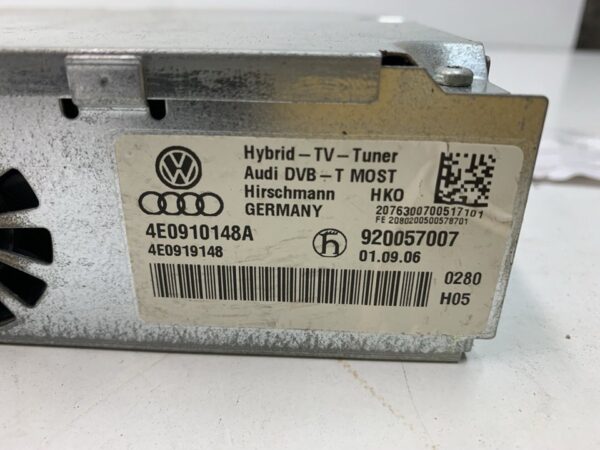 Hybrid-TV-Tuner
Audi DVB-T MOST
Hirschmann HKO
GERMANY
2076300700517101
FE 2080200500578701
4E0910148A
4E0919148
h
920057007
01.09.06
0280
H05